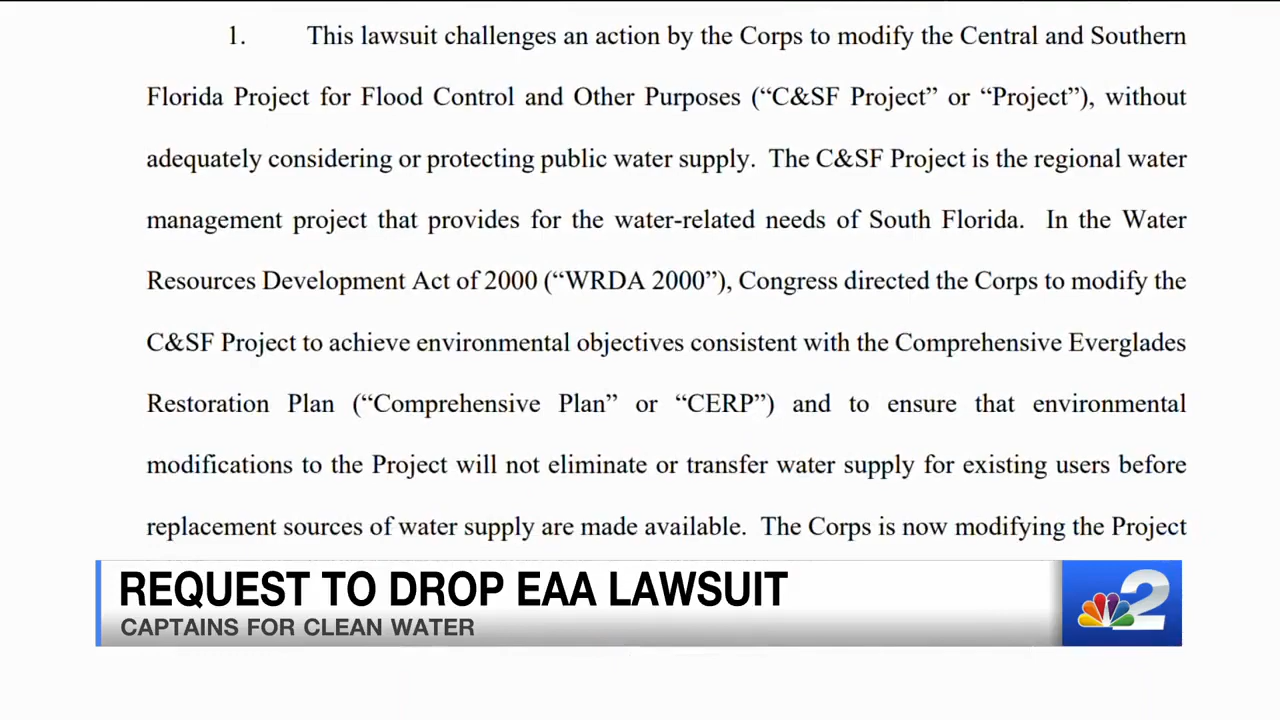 1. This lawsuit challenges an action by the Corps to modify the Central and Southern
Florida Project for Flood Control and Other Purposes (“C&SF Project” or “Project”), without
adequately considering or protecting public water supply. The C&SF Project is the regional water
management project that provides for the water-related needs of South Florida. In the Water
Resources Development Act of 2000 (“WRDA 2000”), Congress directed the Corps to modify the
C&SF Project to achieve environmental objectives consistent with the Comprehensive Everglades
Restoration Plan (“Comprehensive Plan” or “CERP”) and to ensure that environmental
modifications to the Project will not eliminate or transfer water supply for existing users before
replacement sources of water supply are made available. The Corps is now modifying the Project
REQUEST TO DROP EAA LAWSUIT
CAPTAINS FOR CLEAN WATER
2